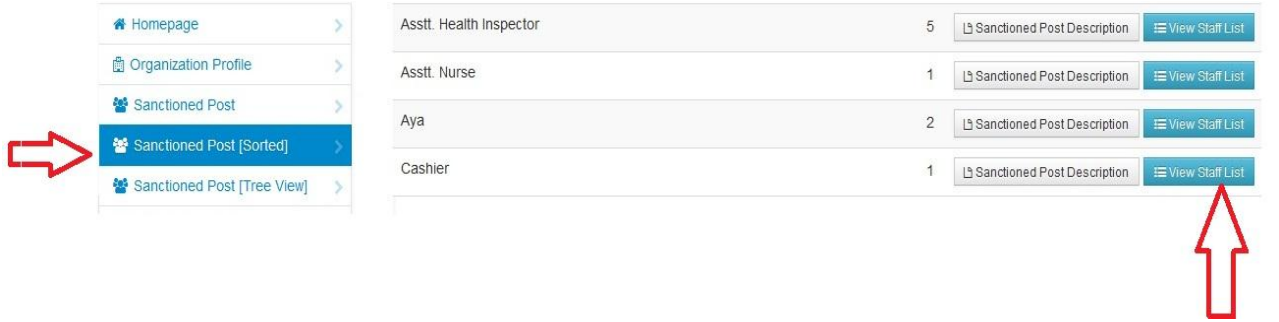 Homepage
Organization Profile
Sanctioned Post
Sanctioned Post [Sorted]
Sanctioned Post [Tree View]
Asstt. Health Inspector 5 Sanctioned Post Description View Staff List
Asstt. Nurse 1 Sanctioned Post Description View Staff List
Aya 2 Sanctioned Post Description View Staff List
Cashier 1 Sanctioned Post Description View Staff List